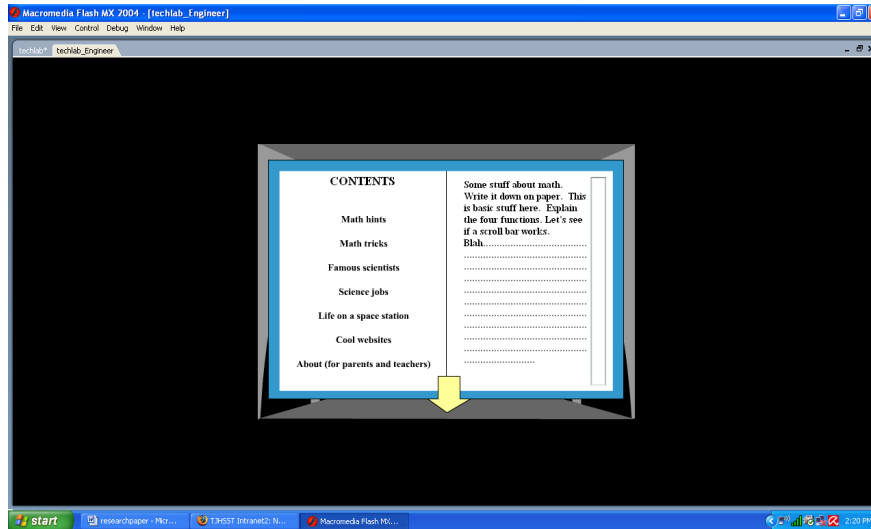 Macromedia Flash MX 2004 - [techlab_Engineer]
File Edit View Control Debug Window Help
techlab* techlab_Engineer
CONTENTS
Math hints
Math tricks
Famous scientists
Science jobs
Life on a space station
Cool websites
About (for parents and teachers)
Some stuff about math.
Write it down on paper. This
is basic stuff here. Explain
the four functions. Let's see
if a scroll bar works.
Blah......................................
.............................................
.............................................
.............................................
.............................................
.............................................
.............................................
.............................................
.............................................
.............................................
..........................
start researchpaper - Micr... TJHSST Intranet2: N... Macromedia Flash MX... 2:20 PM